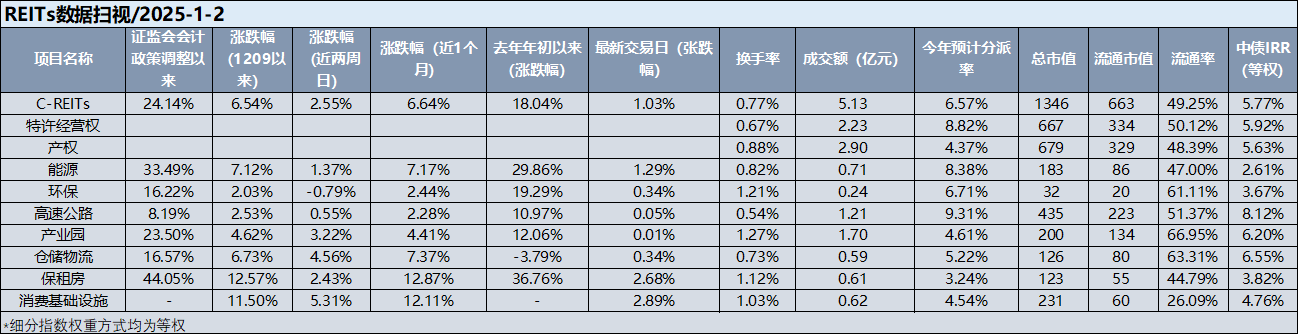 REITs数据扫视/2025-1-2
项目名称 证监会会计政策调整以来 涨跌幅(1209以来) 涨跌幅(近两周日) 涨跌幅（近1个月） 去年年初以来(涨跌幅) 最新交易日（张跌幅） 换手率 成交额（亿元） 今年预计分派率 总市值 流通市值 流通率 中债IRR(等权)
C-REITs 24.14% 6.54% 2.55% 6.64% 18.04% 1.03% 0.77% 5.13 6.57% 1346 663 49.25% 5.77%
特许经营权 0.67% 2.23 8.82% 667 334 50.12% 5.92%
产权 0.88% 2.90 4.37% 679 329 48.39% 5.63%
能源 33.49% 7.12% 1.37% 7.17% 29.86% 1.29% 0.82% 0.71 8.38% 183 86 47.00% 2.61%
环保 16.22% 2.03% -0.79% 2.44% 19.29% 0.34% 1.21% 0.24 6.71% 32 20 61.11% 3.67%
高速公路 8.19% 2.53% 0.55% 2.28% 10.97% 0.05% 0.54% 1.21 9.31% 435 223 51.37% 8.12%
产业园 23.50% 4.62% 3.22% 4.41% 12.06% 0.01% 1.27% 1.70 4.61% 200 134 66.95% 6.20%
仓储物流 16.57% 6.73% 4.56% 7.37% -3.79% 0.34% 0.73% 0.59 5.22% 126 80 63.31% 6.55%
保租房 44.05% 12.57% 2.43% 12.87% 36.76% 2.68% 1.12% 0.61 3.24% 123 55 44.79% 3.82%
消费基础设施 - 11.50% 5.31% 12.11% - 2.89% 1.03% 0.62 4.54% 231 60 26.09% 4.76%
*细分指数权重方式均为等权